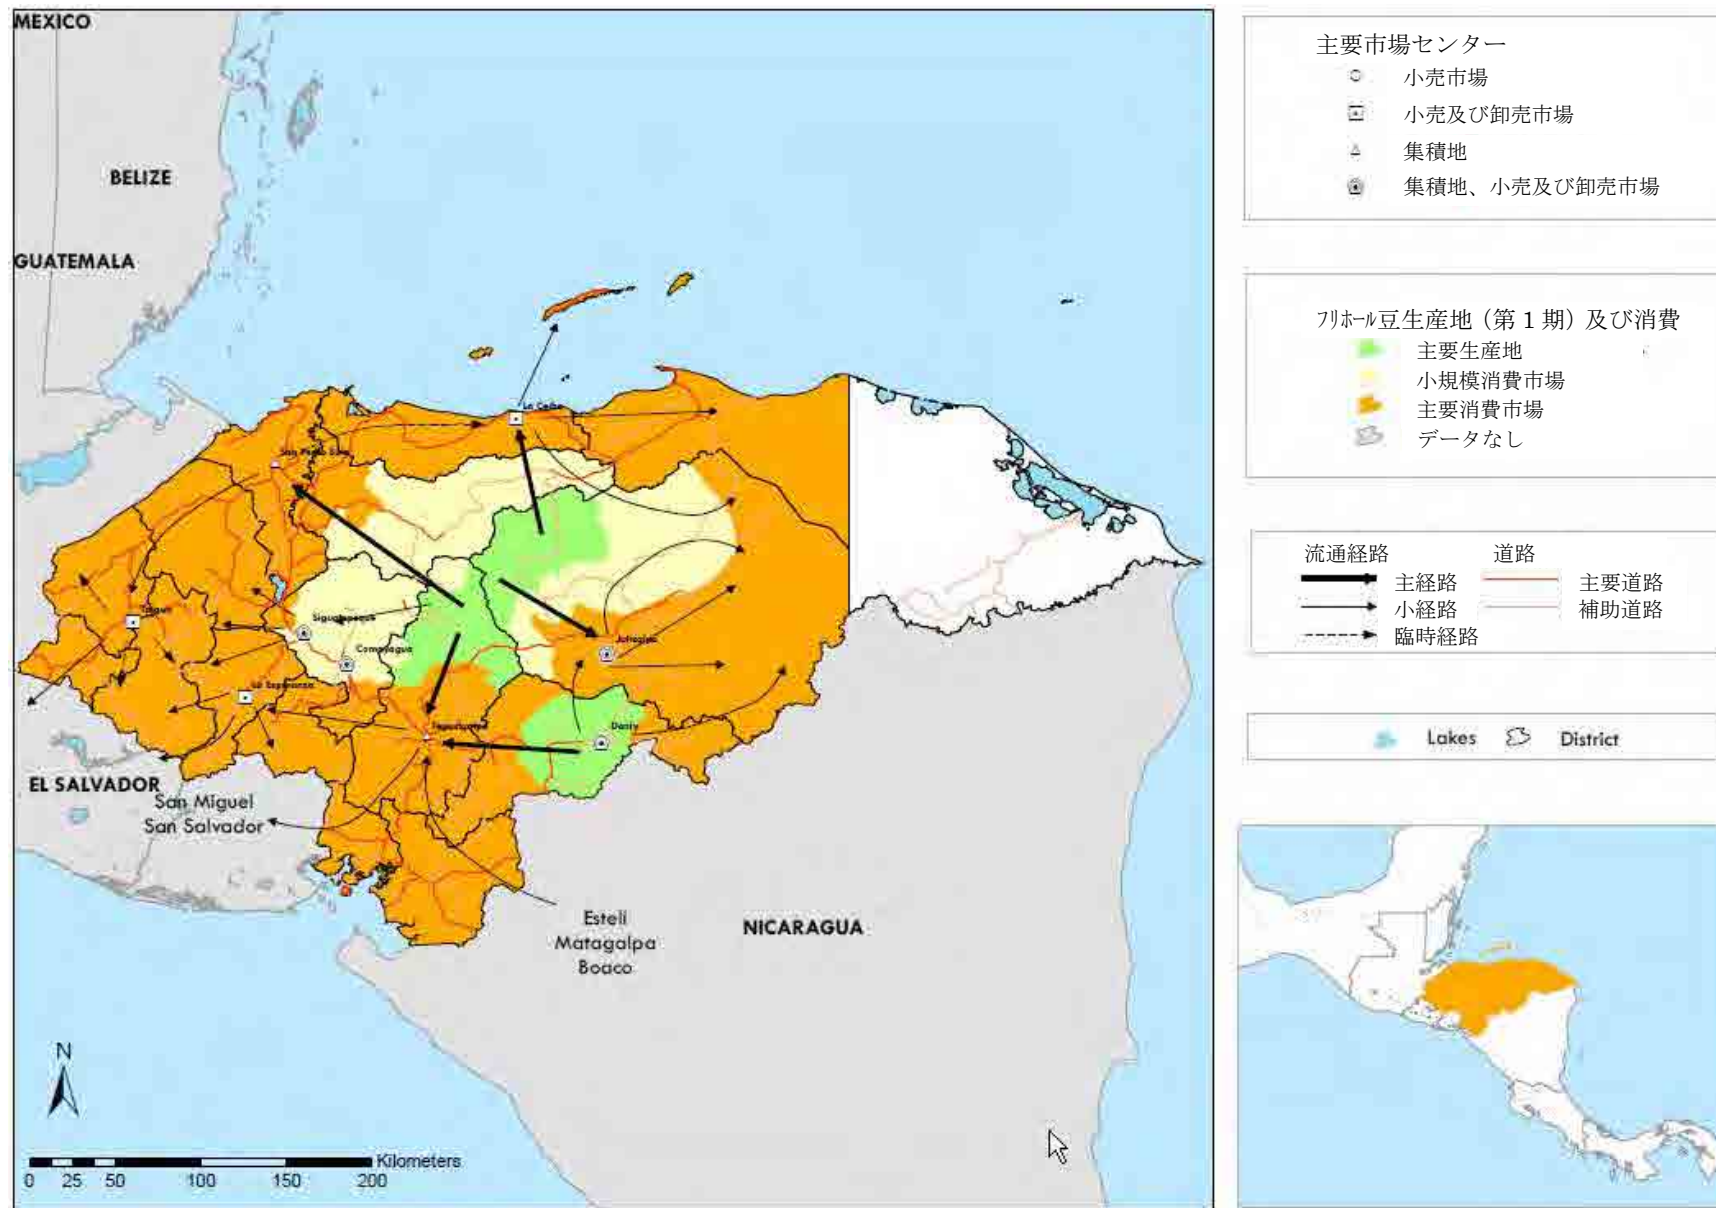 MEXICO
BELIZE
GUATEMALA
La Ceiba
San Pedro Sula
Siguatepeque
Comayagua
La Esperanza
Juticalpa
Danly
EL SALVADOR
San Miguel
San Salvador
Esteli
Matagalpa
Boaco
NICARAGUA
N
Kilometers
0 25 50 100 150 200
主要市場センター
小売市場
小売及び卸売市場
集積地
集積地、小売及び卸売市場
フリホール豆生産地（第1期）及び消費
主要生産地
小規模消費市場
主要消費市場
データなし
流通経路 道路
主経路 主要道路
小経路 補助道路
臨時経路
Lakes District